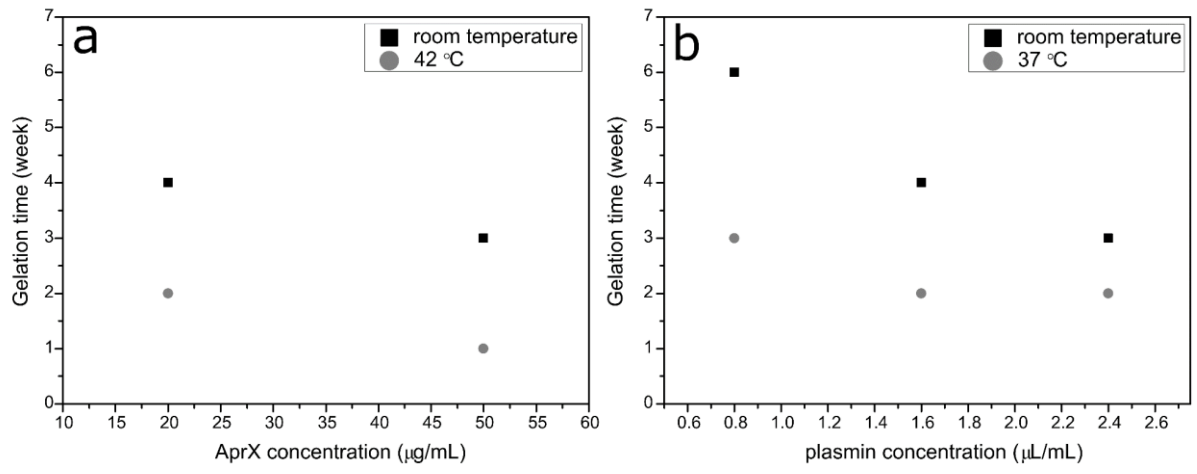 a
room temperature
42 °C
Gelation time (week)
7
6
5
4
3
2
1
0
10 15 20 25 30 35 40 45 50 55 60
AprX concentration (μg/mL)
b
room temperature
37 °C
Gelation time (week)
7
6
5
4
3
2
1
0
0.6 0.8 1.0 1.2 1.4 1.6 1.8 2.0 2.2 2.4 2.6
plasmin concentration (μL/mL)